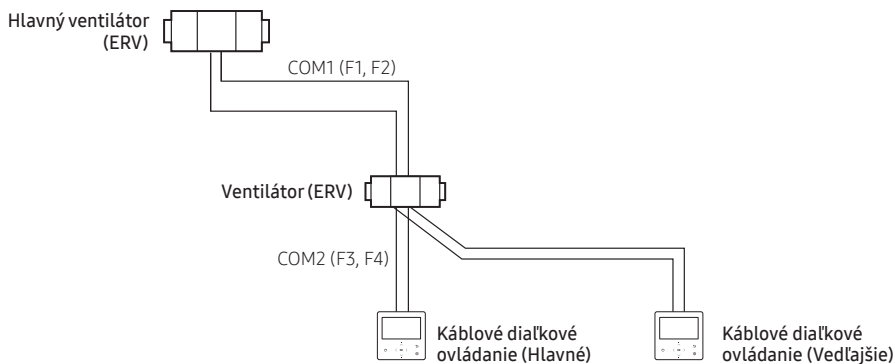 Hlavný ventilátor
(ERV)
COM1 (F1, F2)
Ventilátor (ERV)
COM2 (F3, F4)
Káblové diaľkové
ovládanie (Hlavné)
Káblové diaľkové
ovládanie (Vedľajšie)